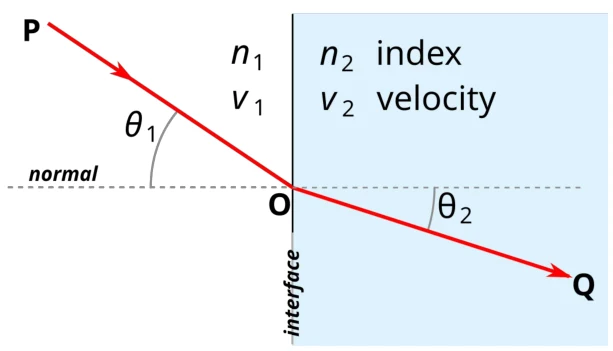 P
n1 n2 index
v1 v2 velocity
θ1
normal
O
θ2
interface
Q